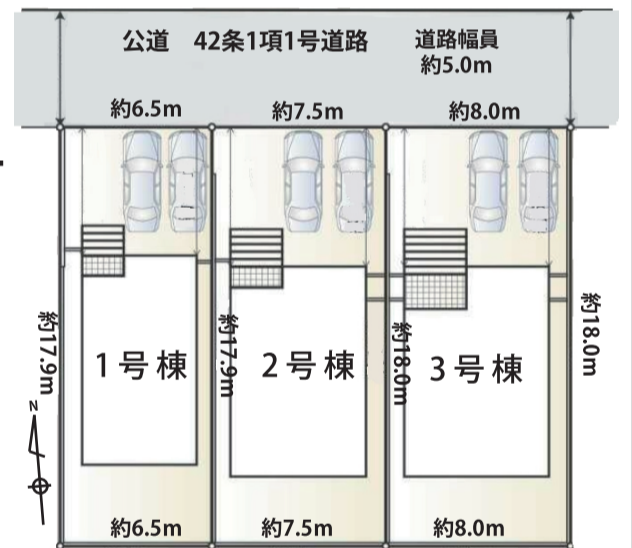 公道 42条1項1号道路
道路幅員
約5.0m
約6.5m
約7.5m
約8.0m
約17.9m
1号棟
約17.9m
2号棟
約18.0m
3号棟
約18.0m
N
約6.5m
約7.5m
約8.0m